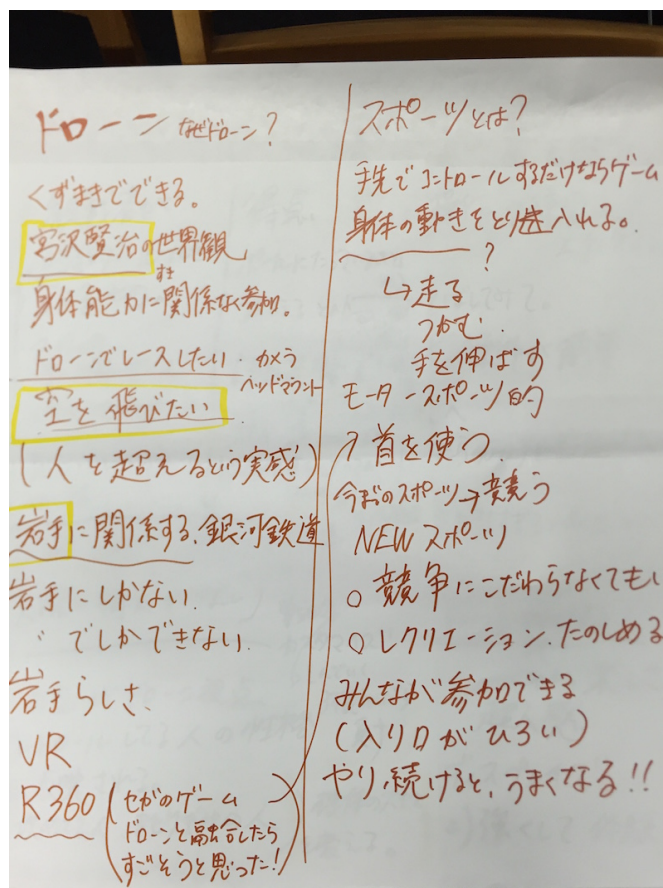 ドローン なぜドローン?
くずまきでできる。
宮沢賢治の世界観
すき
身体能力に関係なく参加。
ドローンでレースしたい。カメラ
ヘッドマウント
空を飛びたい
(人を超えるという実感)
岩手に関係する、銀河鉄道
岩手にしかない
〃 でしかできない
岩手らしさ、
VR
R360 (セガのゲーム
ドローンと融合したら
すごそうと思った!)
スポーツとは?
手先でコントロールするだけならゲーム
身体の動きをとり入れる。
?
↳走る
つかむ
手を伸ばす
モータースポーツ的
首を使う
今までのスポーツ→競う
NEWスポーツ
○競争にこだわらなくてもい
○レクリエーション、たのしめる
みんなが参加できる
(入り口がひろい)
やり続けると、うまくなる!!